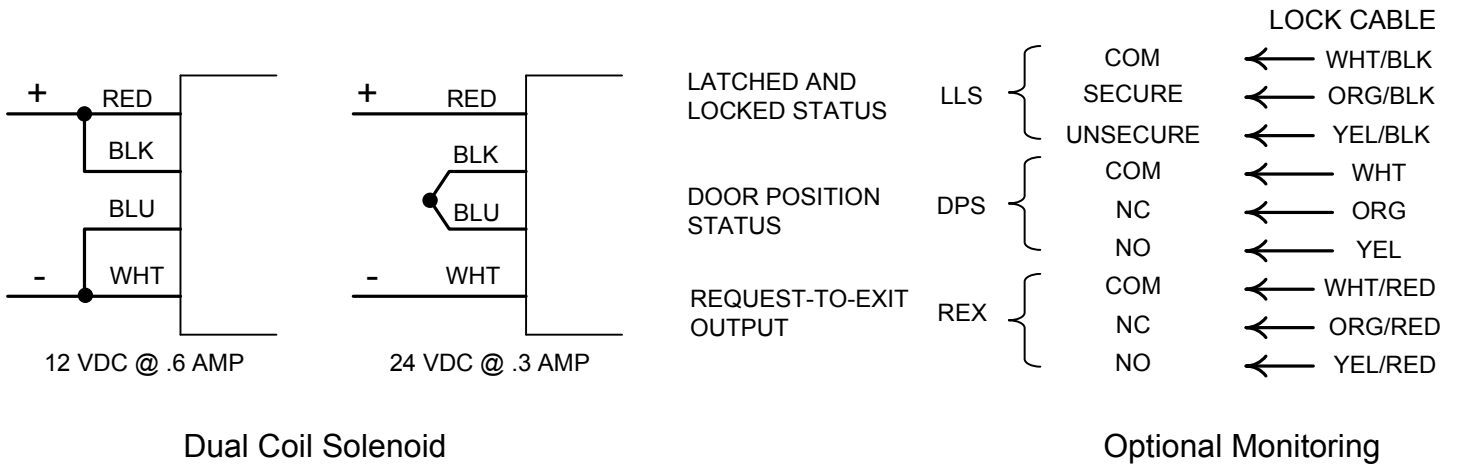 + RED
BLK
BLU
- WHT
12 VDC @ .6 AMP
+ RED
BLK
BLU
- WHT
24 VDC @ .3 AMP
Dual Coil Solenoid
LOCK CABLE
LATCHED AND
LOCKED STATUS
LLS
COM WHT/BLK
SECURE ORG/BLK
UNSECURE YEL/BLK
DOOR POSITION
STATUS
DPS
COM WHT
NC ORG
NO YEL
REQUEST-TO-EXIT
OUTPUT
REX
COM WHT/RED
NC ORG/RED
NO YEL/RED
Optional Monitoring